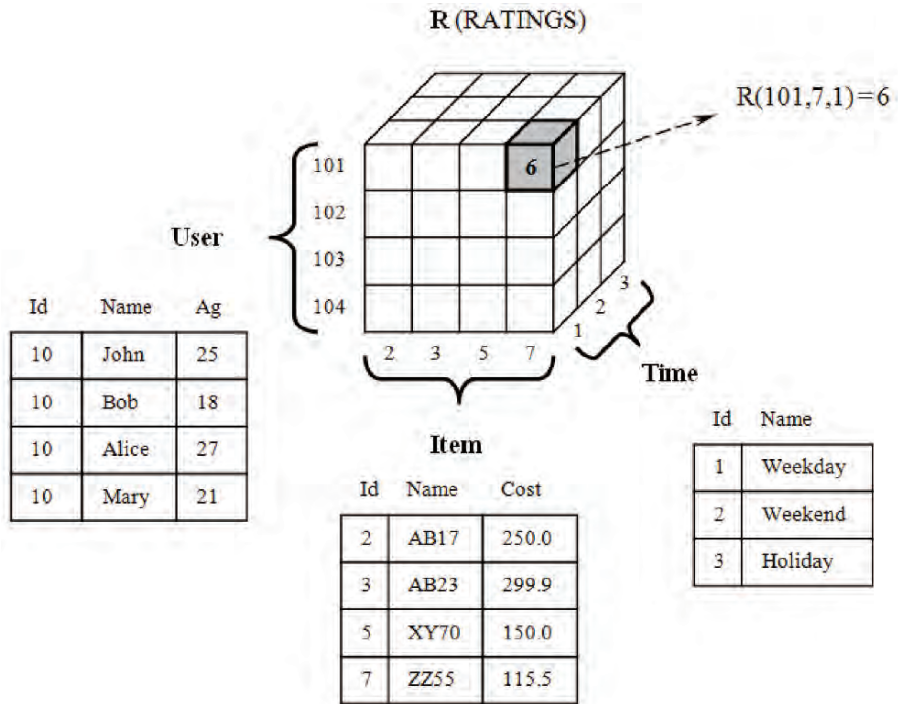 R (RATINGS)
R(101,7,1)=6
101
6
102
User
103
104
3
2
1
2 3 5 7
Time
Item
Id Name Ag
10 John 25
10 Bob 18
10 Alice 27
10 Mary 21
Id Name Cost
2 AB17 250.0
3 AB23 299.9
5 XY70 150.0
7 ZZ55 115.5
Id Name
1 Weekday
2 Weekend
3 Holiday